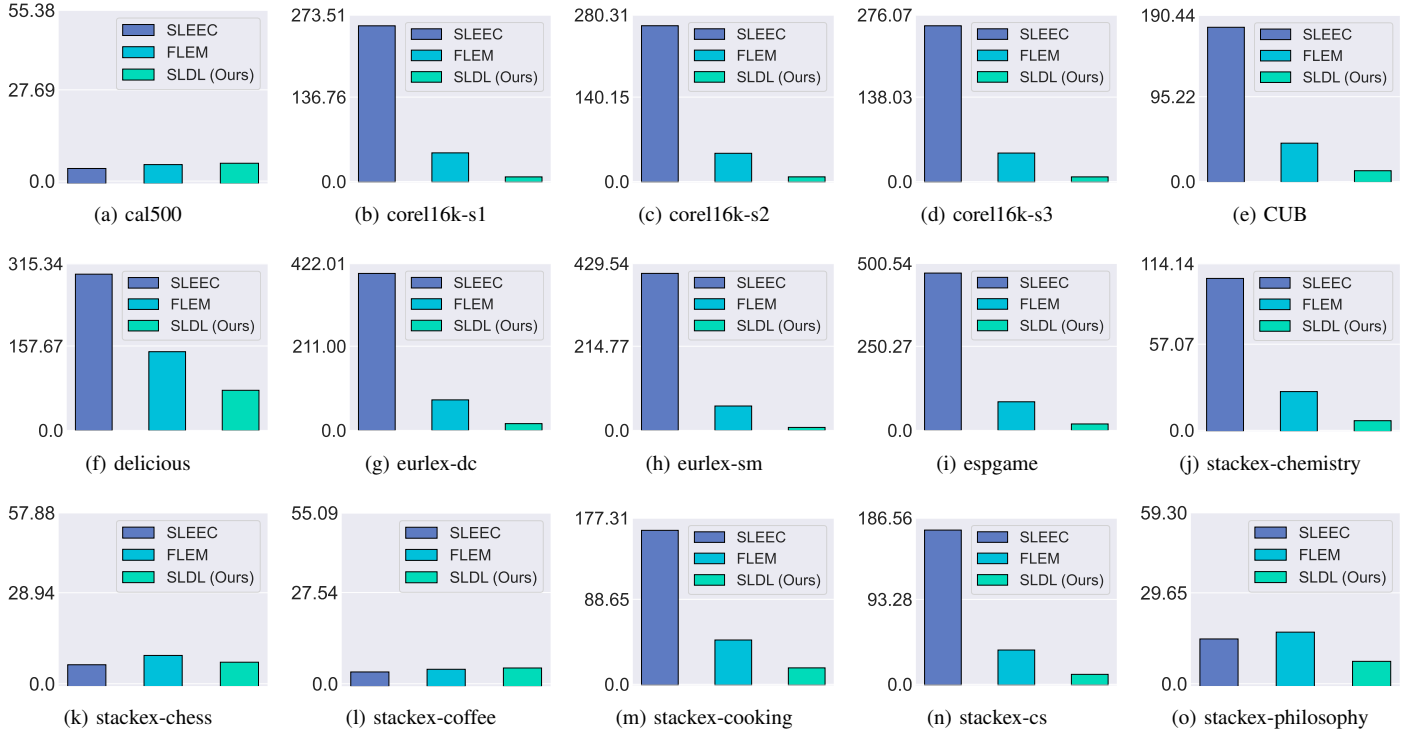 55.38
SLEEC
FLEM
SLDL (Ours)
27.69
0.0
(a) cal500
273.51
SLEEC
FLEM
SLDL (Ours)
136.76
0.0
(b) corel16k-s1
280.31
SLEEC
FLEM
SLDL (Ours)
140.15
0.0
(c) corel16k-s2
276.07
SLEEC
FLEM
SLDL (Ours)
138.03
0.0
(d) corel16k-s3
190.44
SLEEC
FLEM
SLDL (Ours)
95.22
0.0
(e) CUB
315.34
SLEEC
FLEM
SLDL (Ours)
157.67
0.0
(f) delicious
422.01
SLEEC
FLEM
SLDL (Ours)
211.00
0.0
(g) eurlex-dc
429.54
SLEEC
FLEM
SLDL (Ours)
214.77
0.0
(h) eurlex-sm
500.54
SLEEC
FLEM
SLDL (Ours)
250.27
0.0
(i) espgame
114.14
SLEEC
FLEM
SLDL (Ours)
57.07
0.0
(j) stackex-chemistry
57.88
SLEEC
FLEM
SLDL (Ours)
28.94
0.0
(k) stackex-chess
55.09
SLEEC
FLEM
SLDL (Ours)
27.54
0.0
(l) stackex-coffee
177.31
SLEEC
FLEM
SLDL (Ours)
88.65
0.0
(m) stackex-cooking
186.56
SLEEC
FLEM
SLDL (Ours)
93.28
0.0
(n) stackex-cs
59.30
SLEEC
FLEM
SLDL (Ours)
29.65
0.0
(o) stackex-philosophy